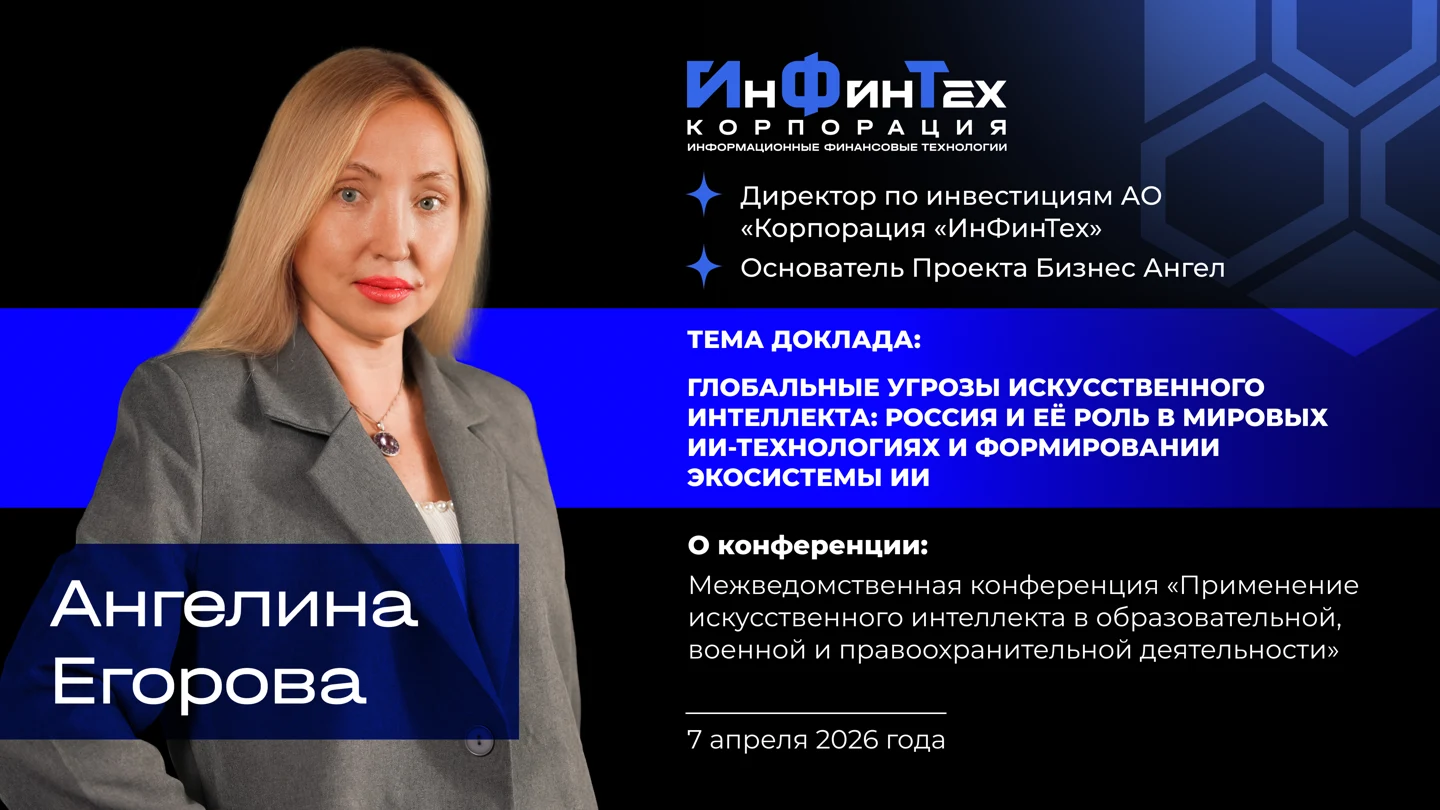 ИнФинТех
КОРПОРАЦИЯ
ИНФОРМАЦИОННЫЕ ФИНАНСОВЫЕ ТЕХНОЛОГИИ
Директор по инвестициям АО
«Корпорация «ИнФинТех»
Основатель Проекта Бизнес Ангел
ТЕМА ДОКЛАДА:
ГЛОБАЛЬНЫЕ УГРОЗЫ ИСКУССТВЕННОГО
ИНТЕЛЛЕКТА: РОССИЯ И ЕЁ РОЛЬ В МИРОВЫХ
ИИ-ТЕХНОЛОГИЯХ И ФОРМИРОВАНИИ
ЭКОСИСТЕМЫ ИИ
О конференции:
Межведомственная конференция «Применение
искусственного интеллекта в образовательной,
военной и правоохранительной деятельности»
7 апреля 2026 года
Ангелина
Егорова